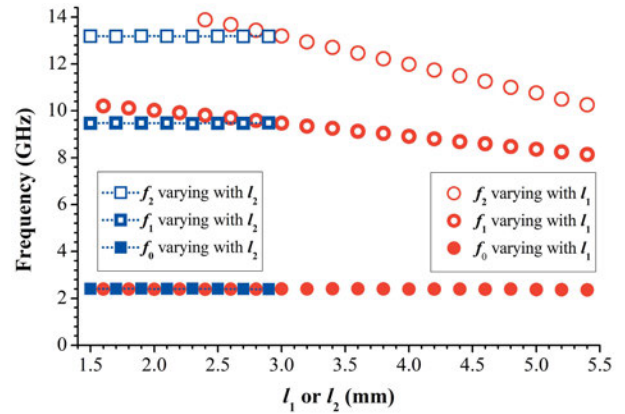 14
12
10
8
6
4
2
0
Frequency (GHz)
f₂ varying with l₂
f₁ varying with l₂
f₀ varying with l₂
f₂ varying with l₁
f₁ varying with l₁
f₀ varying with l₁
1.5 2.0 2.5 3.0 3.5 4.0 4.5 5.0 5.5
l₁ or l₂ (mm)